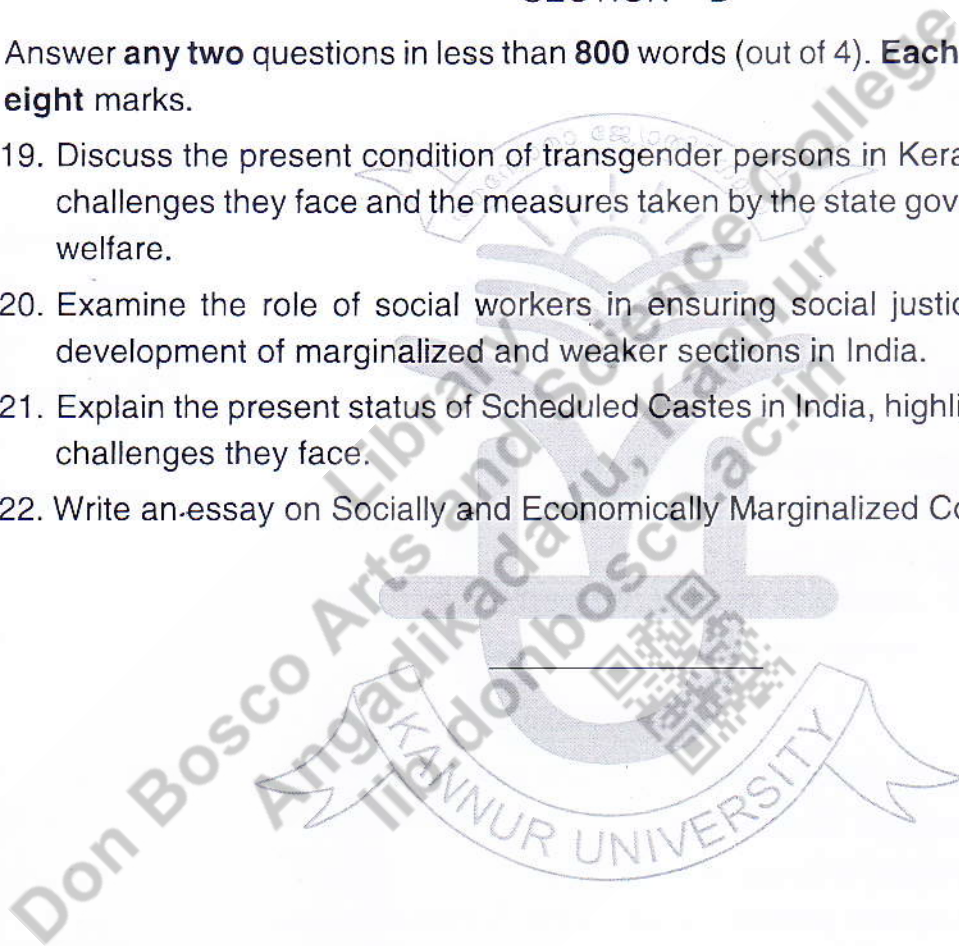 Answer any two questions in less than 800 words (out of 4). Each
eight marks.
19. Discuss the present condition of transgender persons in Kera
challenges they face and the measures taken by the state gov
welfare.
20. Examine the role of social workers in ensuring social justic
development of marginalized and weaker sections in India.
21. Explain the present status of Scheduled Castes in India, highli
challenges they face.
22. Write an essay on Socially and Economically Marginalized Co
Library
Don Bosco Arts and Science College
Angadikadavu, Kannur
KANNUR UNIVERSITY